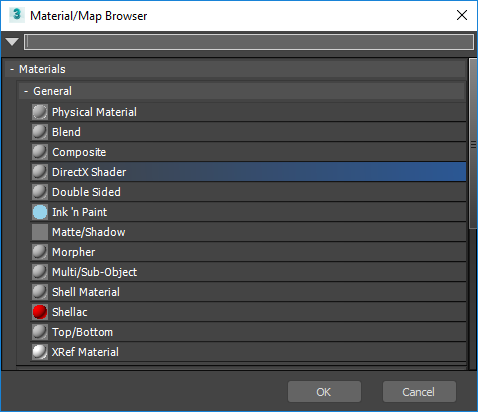 3 Material/Map Browser
- Materials
- General
Physical Material
Blend
Composite
DirectX Shader
Double Sided
Ink 'n Paint
Matte/Shadow
Morpher
Multi/Sub-Object
Shell Material
Shellac
Top/Bottom
XRef Material
OK Cancel